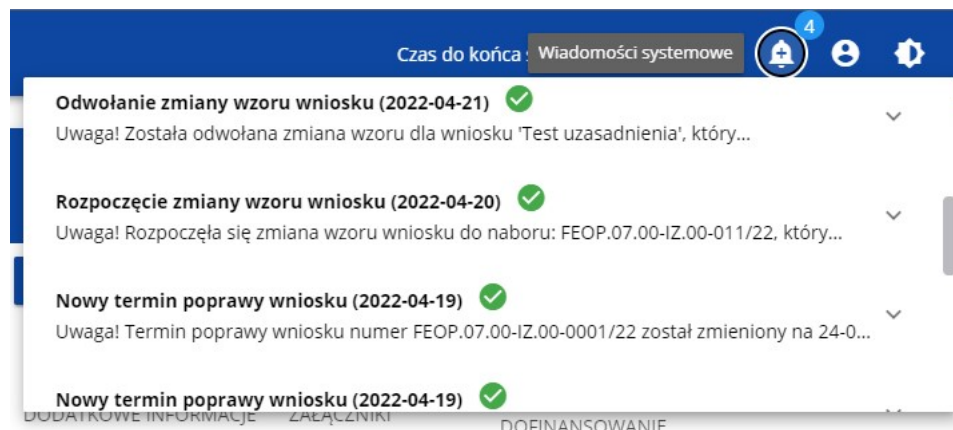 4
Czas do końca Wiadomości systemowe
Odwołanie zmiany wzoru wniosku (2022-04-21)
Uwaga! Została odwołana zmiana wzoru dla wniosku 'Test uzasadnienia', który...
Rozpoczęcie zmiany wzoru wniosku (2022-04-20)
Uwaga! Rozpoczęła się zmiana wzoru wniosku do naboru: FEOP.07.00-IZ.00-011/22, który...
Nowy termin poprawy wniosku (2022-04-19)
Uwaga! Termin poprawy wniosku numer FEOP.07.00-IZ.00-0001/22 został zmieniony na 24-0...
Nowy termin poprawy wniosku (2022-04-19)
DODATKOWE INFORMACJE ZAŁĄCZNIKI
DOFINANSOWANIE